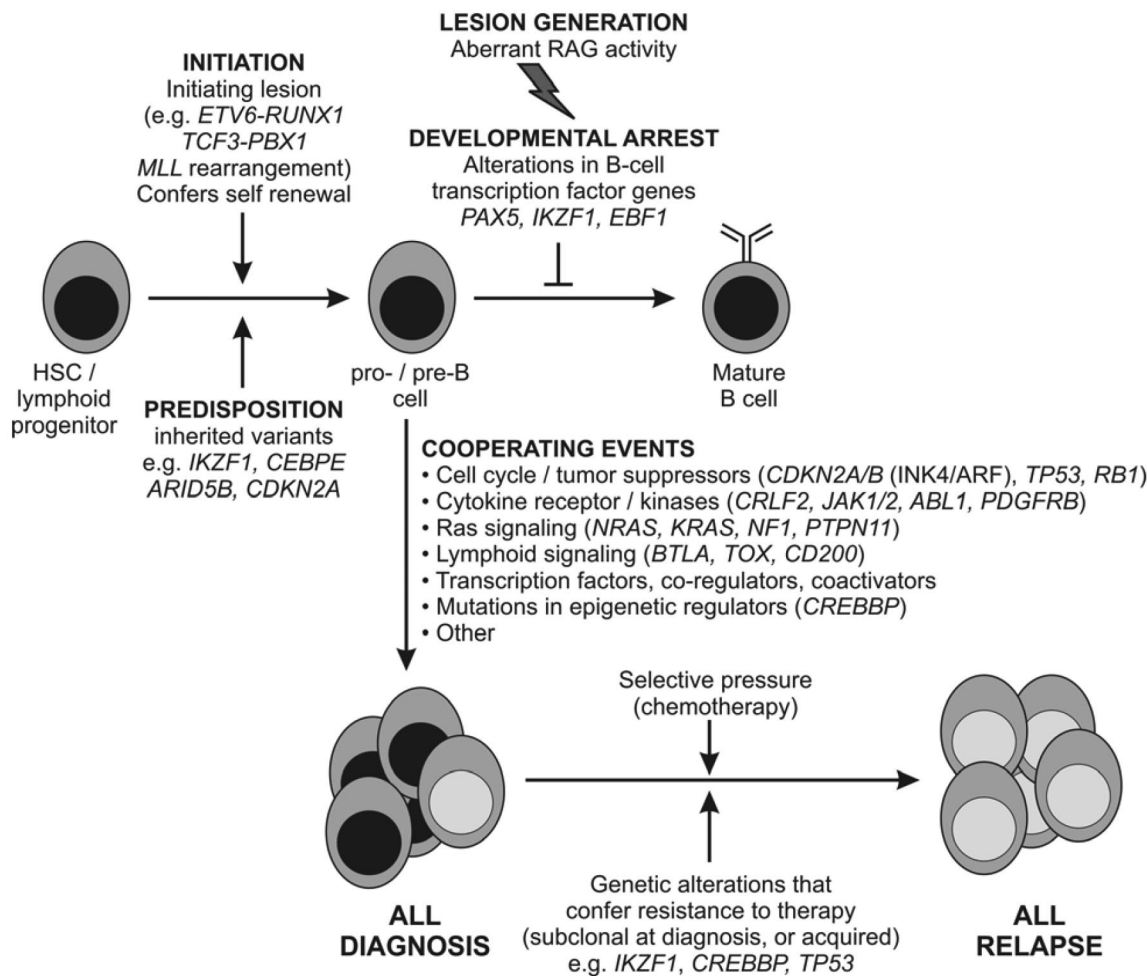 LESION GENERATION
Aberrant RAG activity
INITIATION
Initiating lesion
(e.g. ETV6-RUNX1
TCF3-PBX1
MLL rearrangement)
Confers self renewal
DEVELOPMENTAL ARREST
Alterations in B-cell
transcription factor genes
PAX5, IKZF1, EBF1
HSC /
lymphoid
progenitor
pro- / pre-B
cell
Mature
B cell
PREDISPOSITION
inherited variants
e.g. IKZF1, CEBPE
ARID5B, CDKN2A
COOPERATING EVENTS
• Cell cycle / tumor suppressors (CDKN2A/B (INK4/ARF), TP53, RB1)
• Cytokine receptor / kinases (CRLF2, JAK1/2, ABL1, PDGFRB)
• Ras signaling (NRAS, KRAS, NF1, PTPN11)
• Lymphoid signaling (BTLA, TOX, CD200)
• Transcription factors, co-regulators, coactivators
• Mutations in epigenetic regulators (CREBBP)
• Other
Selective pressure
(chemotherapy)
Genetic alterations that
confer resistance to therapy
(subclonal at diagnosis, or acquired)
e.g. IKZF1, CREBBP, TP53
ALL
DIAGNOSIS
ALL
RELAPSE